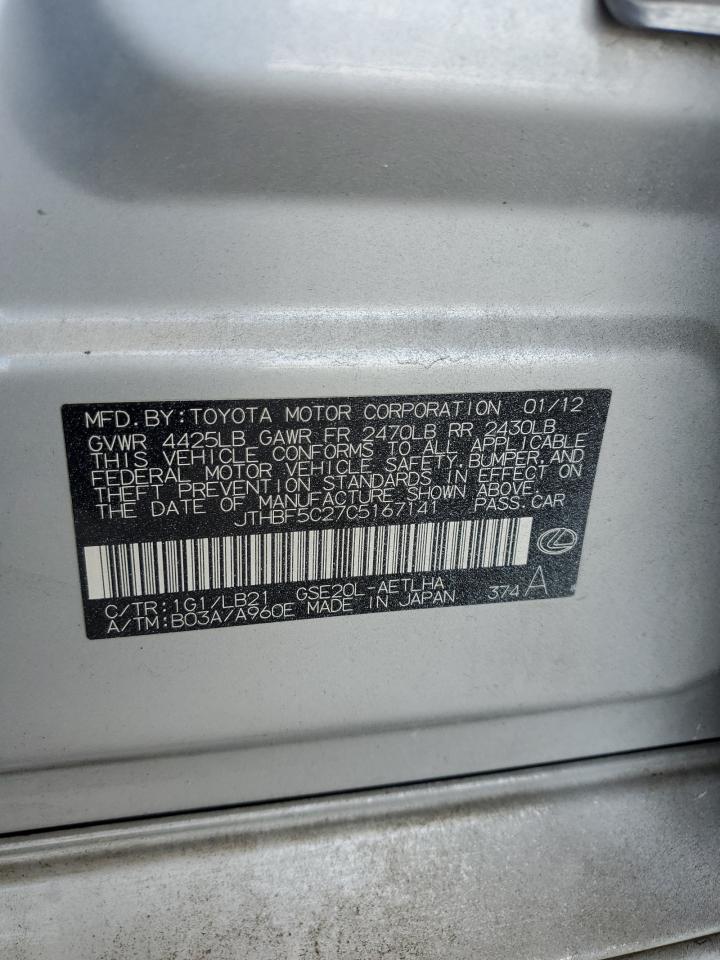 MFD. BY: TOYOTA MOTOR CORPORATION 01/12
GVWR 4425LB GAWR FR 2470LB RR 2430LB
THIS VEHICLE CONFORMS TO ALL APPLICABLE
FEDERAL MOTOR VEHICLE SAFETY, BUMPER, AND
THEFT PREVENTION STANDARDS IN EFFECT ON
THE DATE OF MANUFACTURE SHOWN ABOVE.
JTHBF5C27C5167141 PASS. CAR
C/TR: 1G1/LB21 GSE20L-AETLHA
A/TM: B03A/A960E MADE IN JAPAN 374 A